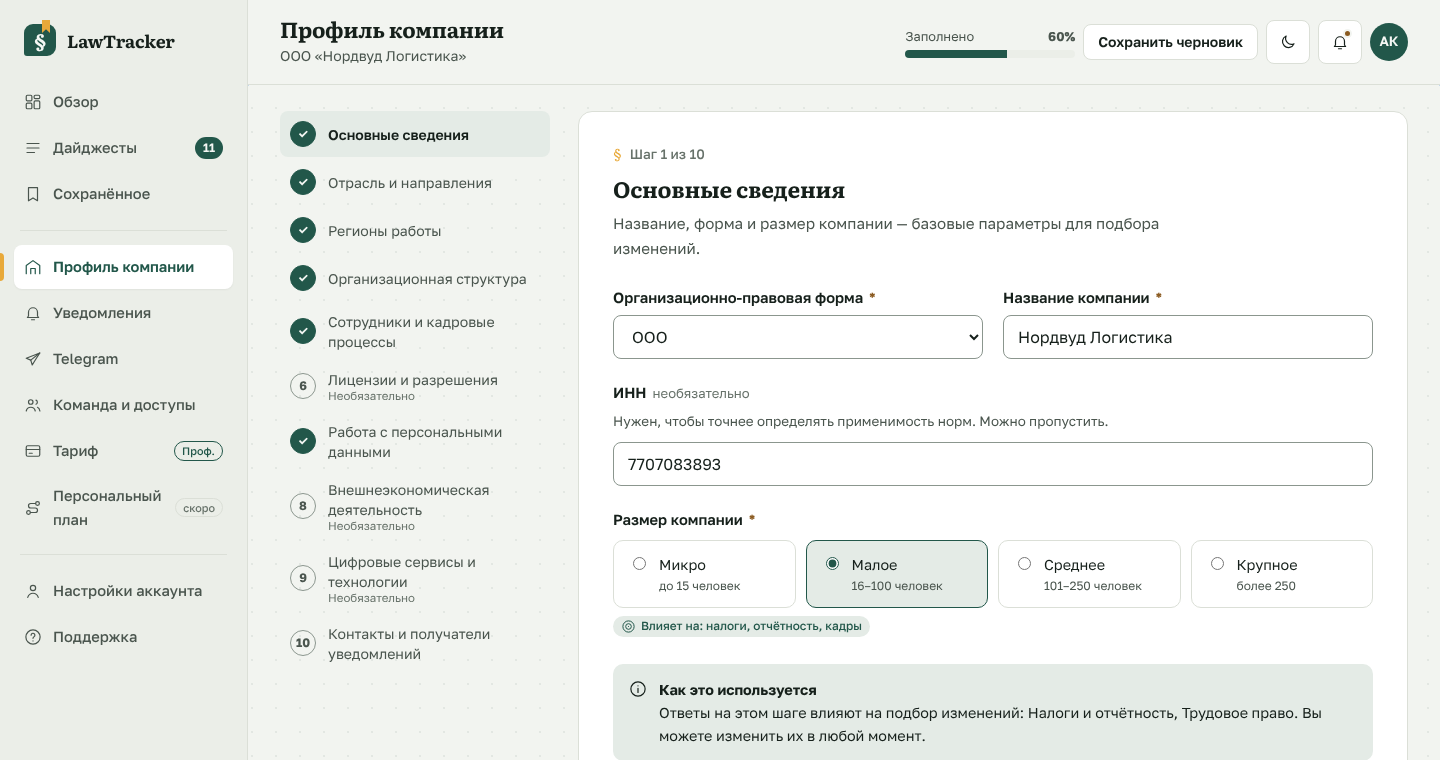 § LawTracker
Обзор
Дайджесты 11
Сохранённое
Профиль компании
Уведомления
Telegram
Команда и доступы
Тариф Проф.
Персональный
план
скоро
Настройки аккаунта
Поддержка
Профиль компании
ООО «Нордвуд Логистика»
Заполнено 60%
Сохранить черновик
АК
Основные сведения
Отрасль и направления
Регионы работы
Организационная структура
Сотрудники и кадровые
процессы
6 Лицензии и разрешения
Необязательно
Работа с персональными
данными
8 Внешнеэкономическая
деятельность
Необязательно
9 Цифровые сервисы и
технологии
Необязательно
10 Контакты и получатели
уведомлений
§ Шаг 1 из 10
Основные сведения
Название, форма и размер компании — базовые параметры для подбора
изменений.
Организационно-правовая форма *
ООО
Название компании *
Нордвуд Логистика
ИНН необязательно
Нужен, чтобы точнее определять применимость норм. Можно пропустить.
7707083893
Размер компании *
Микро
до 15 человек
Малое
16–100 человек
Среднее
101–250 человек
Крупное
более 250
Влияет на: налоги, отчётность, кадры
Как это используется
Ответы на этом шаге влияют на подбор изменений: Налоги и отчётность, Трудовое право. Вы
можете изменить их в любой момент.